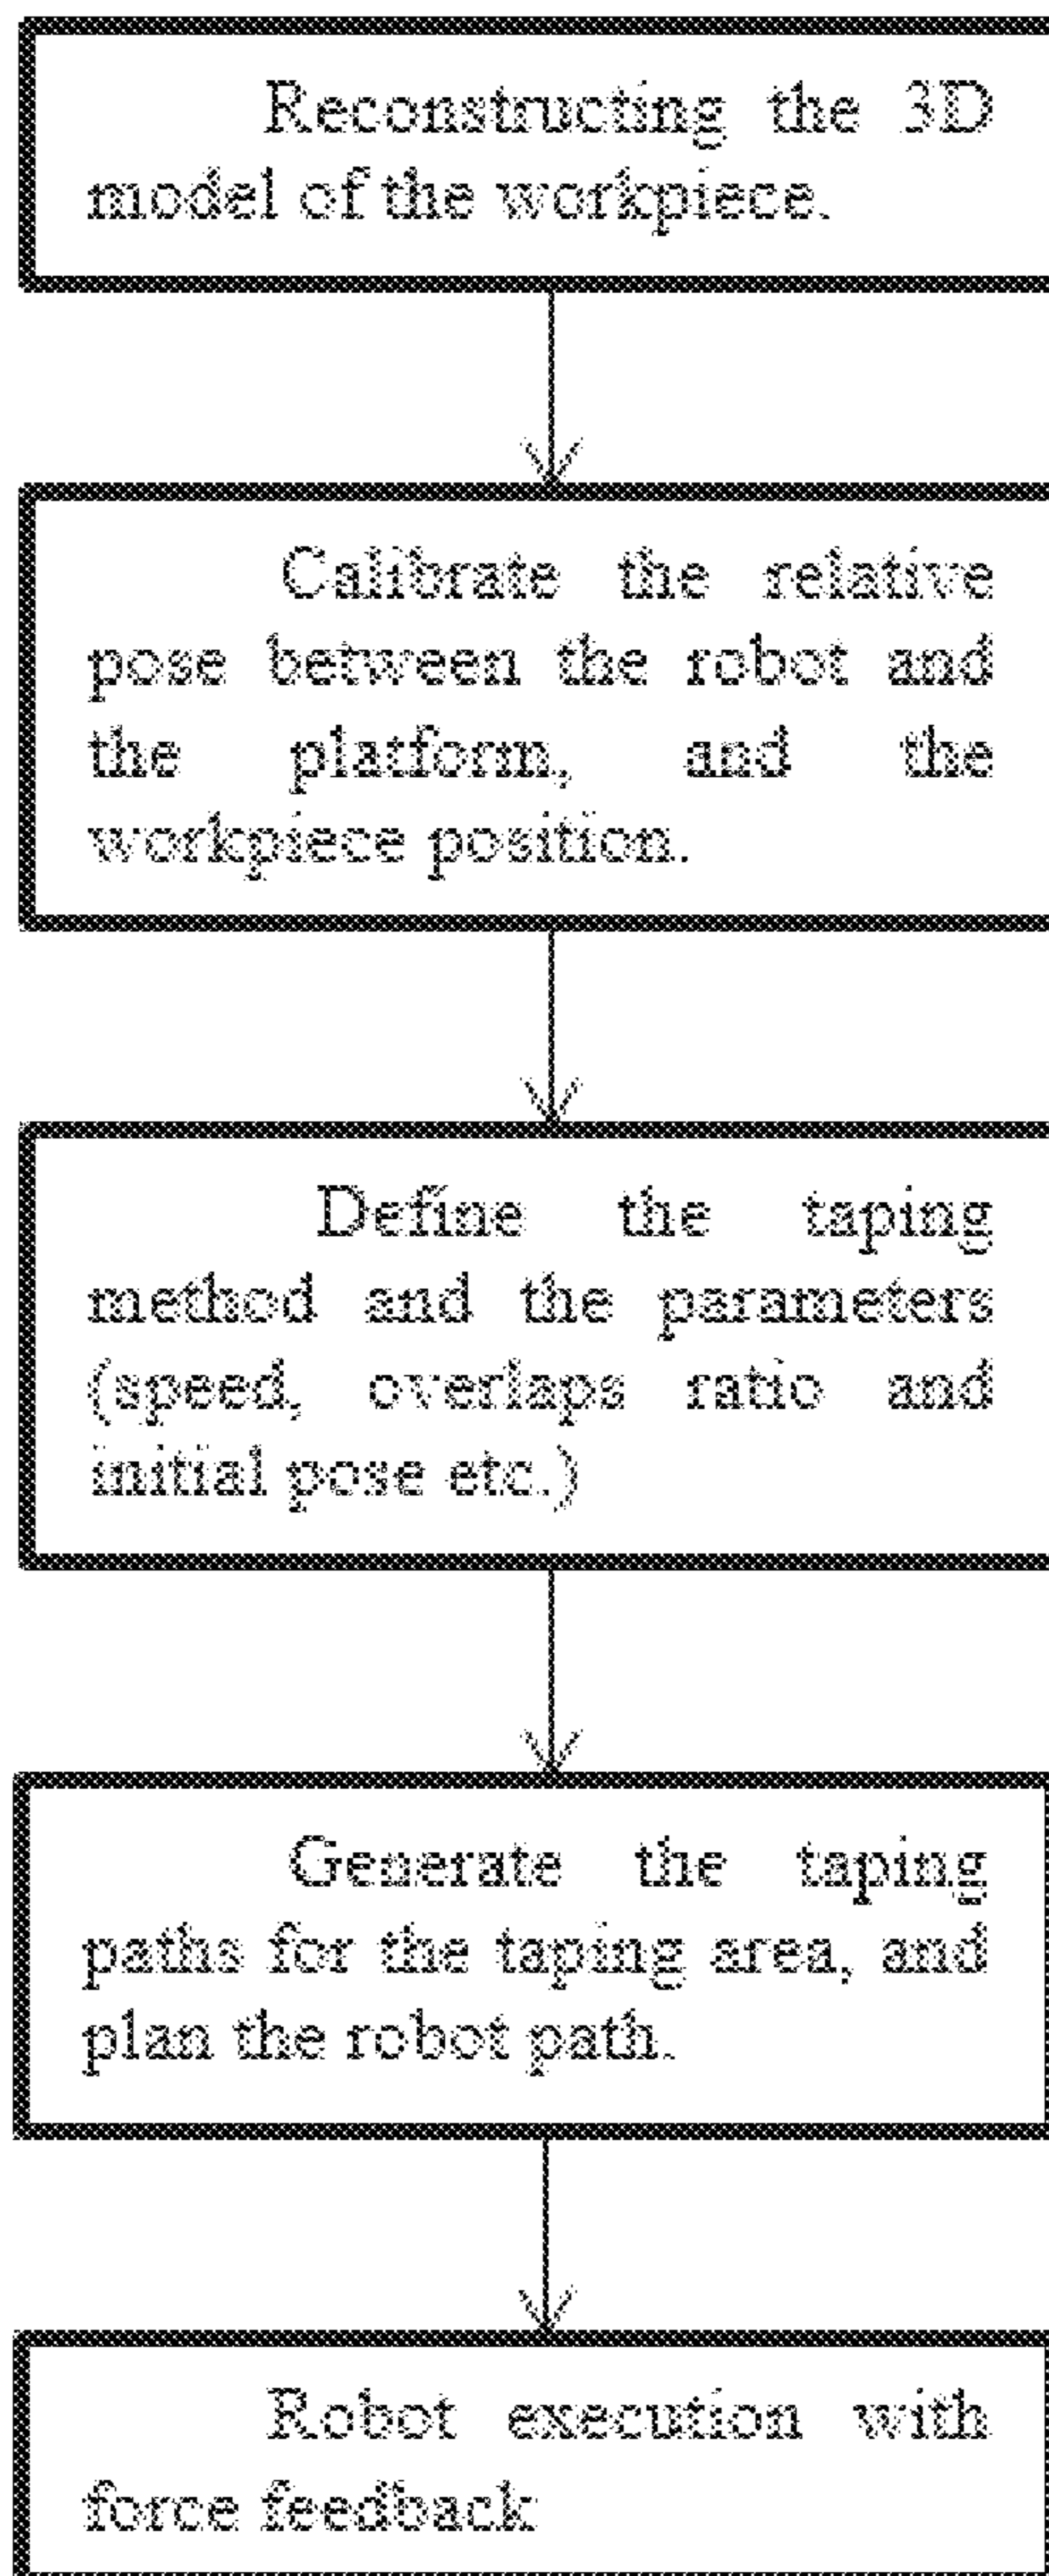 Reconstructing the 3D
model of the workpiece.
Calibrate the relative
pose between the robot and
the platform, and the
workpiece position.
Define the taping
method and the parameters
(speed, overlaps ratio and
initial pose etc.)
Generate the taping
paths for the taping area, and
plan the robot path.
Robot execution with
force feedback